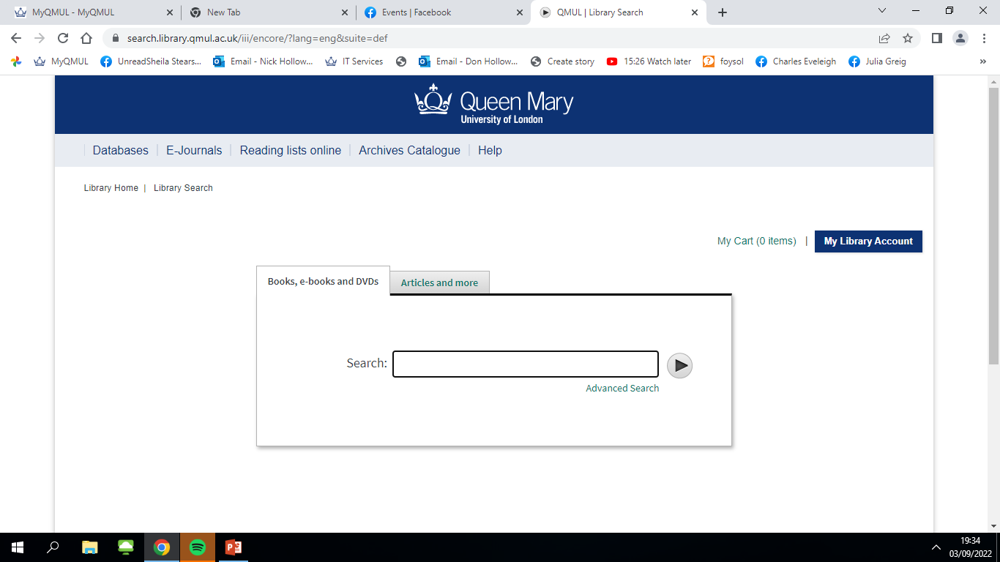 MyQMUL - MyQMUL
New Tab
Events | Facebook
QMUL | Library Search
search.library.qmul.ac.uk/iii/encore/?lang=eng&suite=def
MyQMUL
UnreadSheila Stears...
Email - Nick Hollow...
IT Services
Email - Don Hollow...
Create story
15:26 Watch later
foysol
Charles Eveleigh
Julia Greig
»
Queen Mary
University of London
Databases | E-Journals | Reading lists online | Archives Catalogue | Help
Library Home | Library Search
My Cart (0 items) | My Library Account
Books, e-books and DVDs
Articles and more
Search:
Advanced Search
19:34
03/09/2022